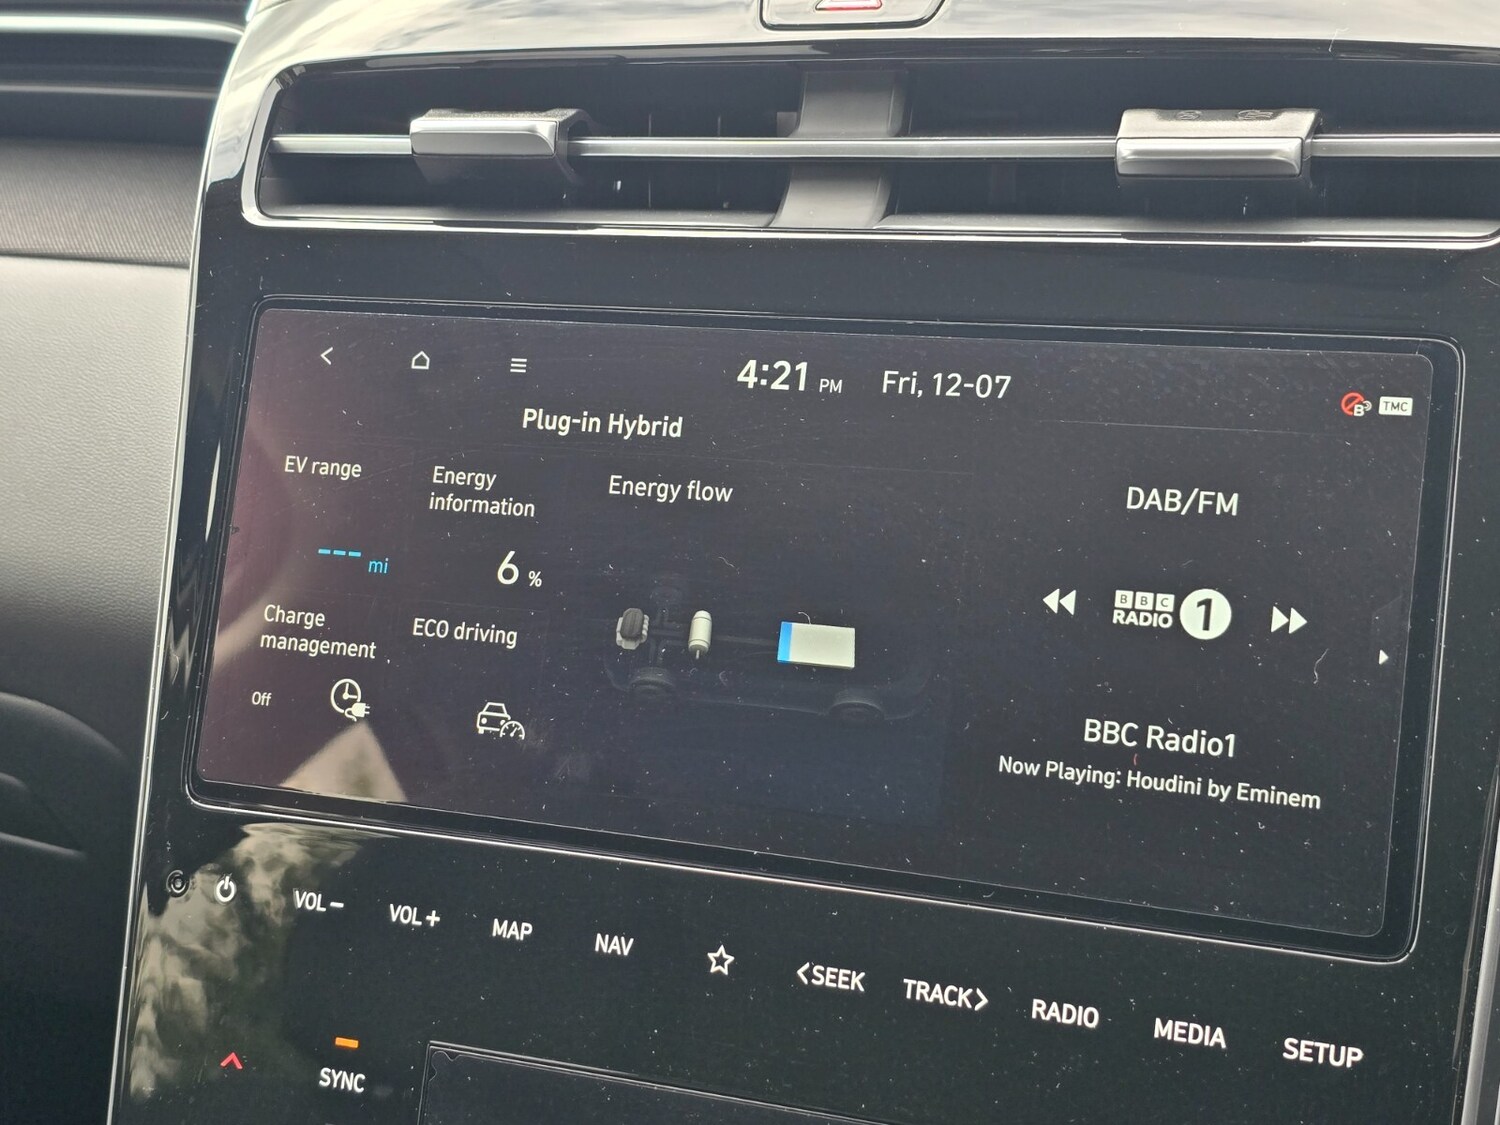 4:21 PM Fri, 12-07
B TMC
Plug-in Hybrid
EV range
--- mi
Energy
information
6 %
Energy flow
Charge
management
Off
ECO driving
DAB/FM
BBC
RADIO 1
BBC Radio1
Now Playing: Houdini by Eminem
VOL− VOL+ MAP NAV <SEEK TRACK> RADIO MEDIA SETUP
SYNC